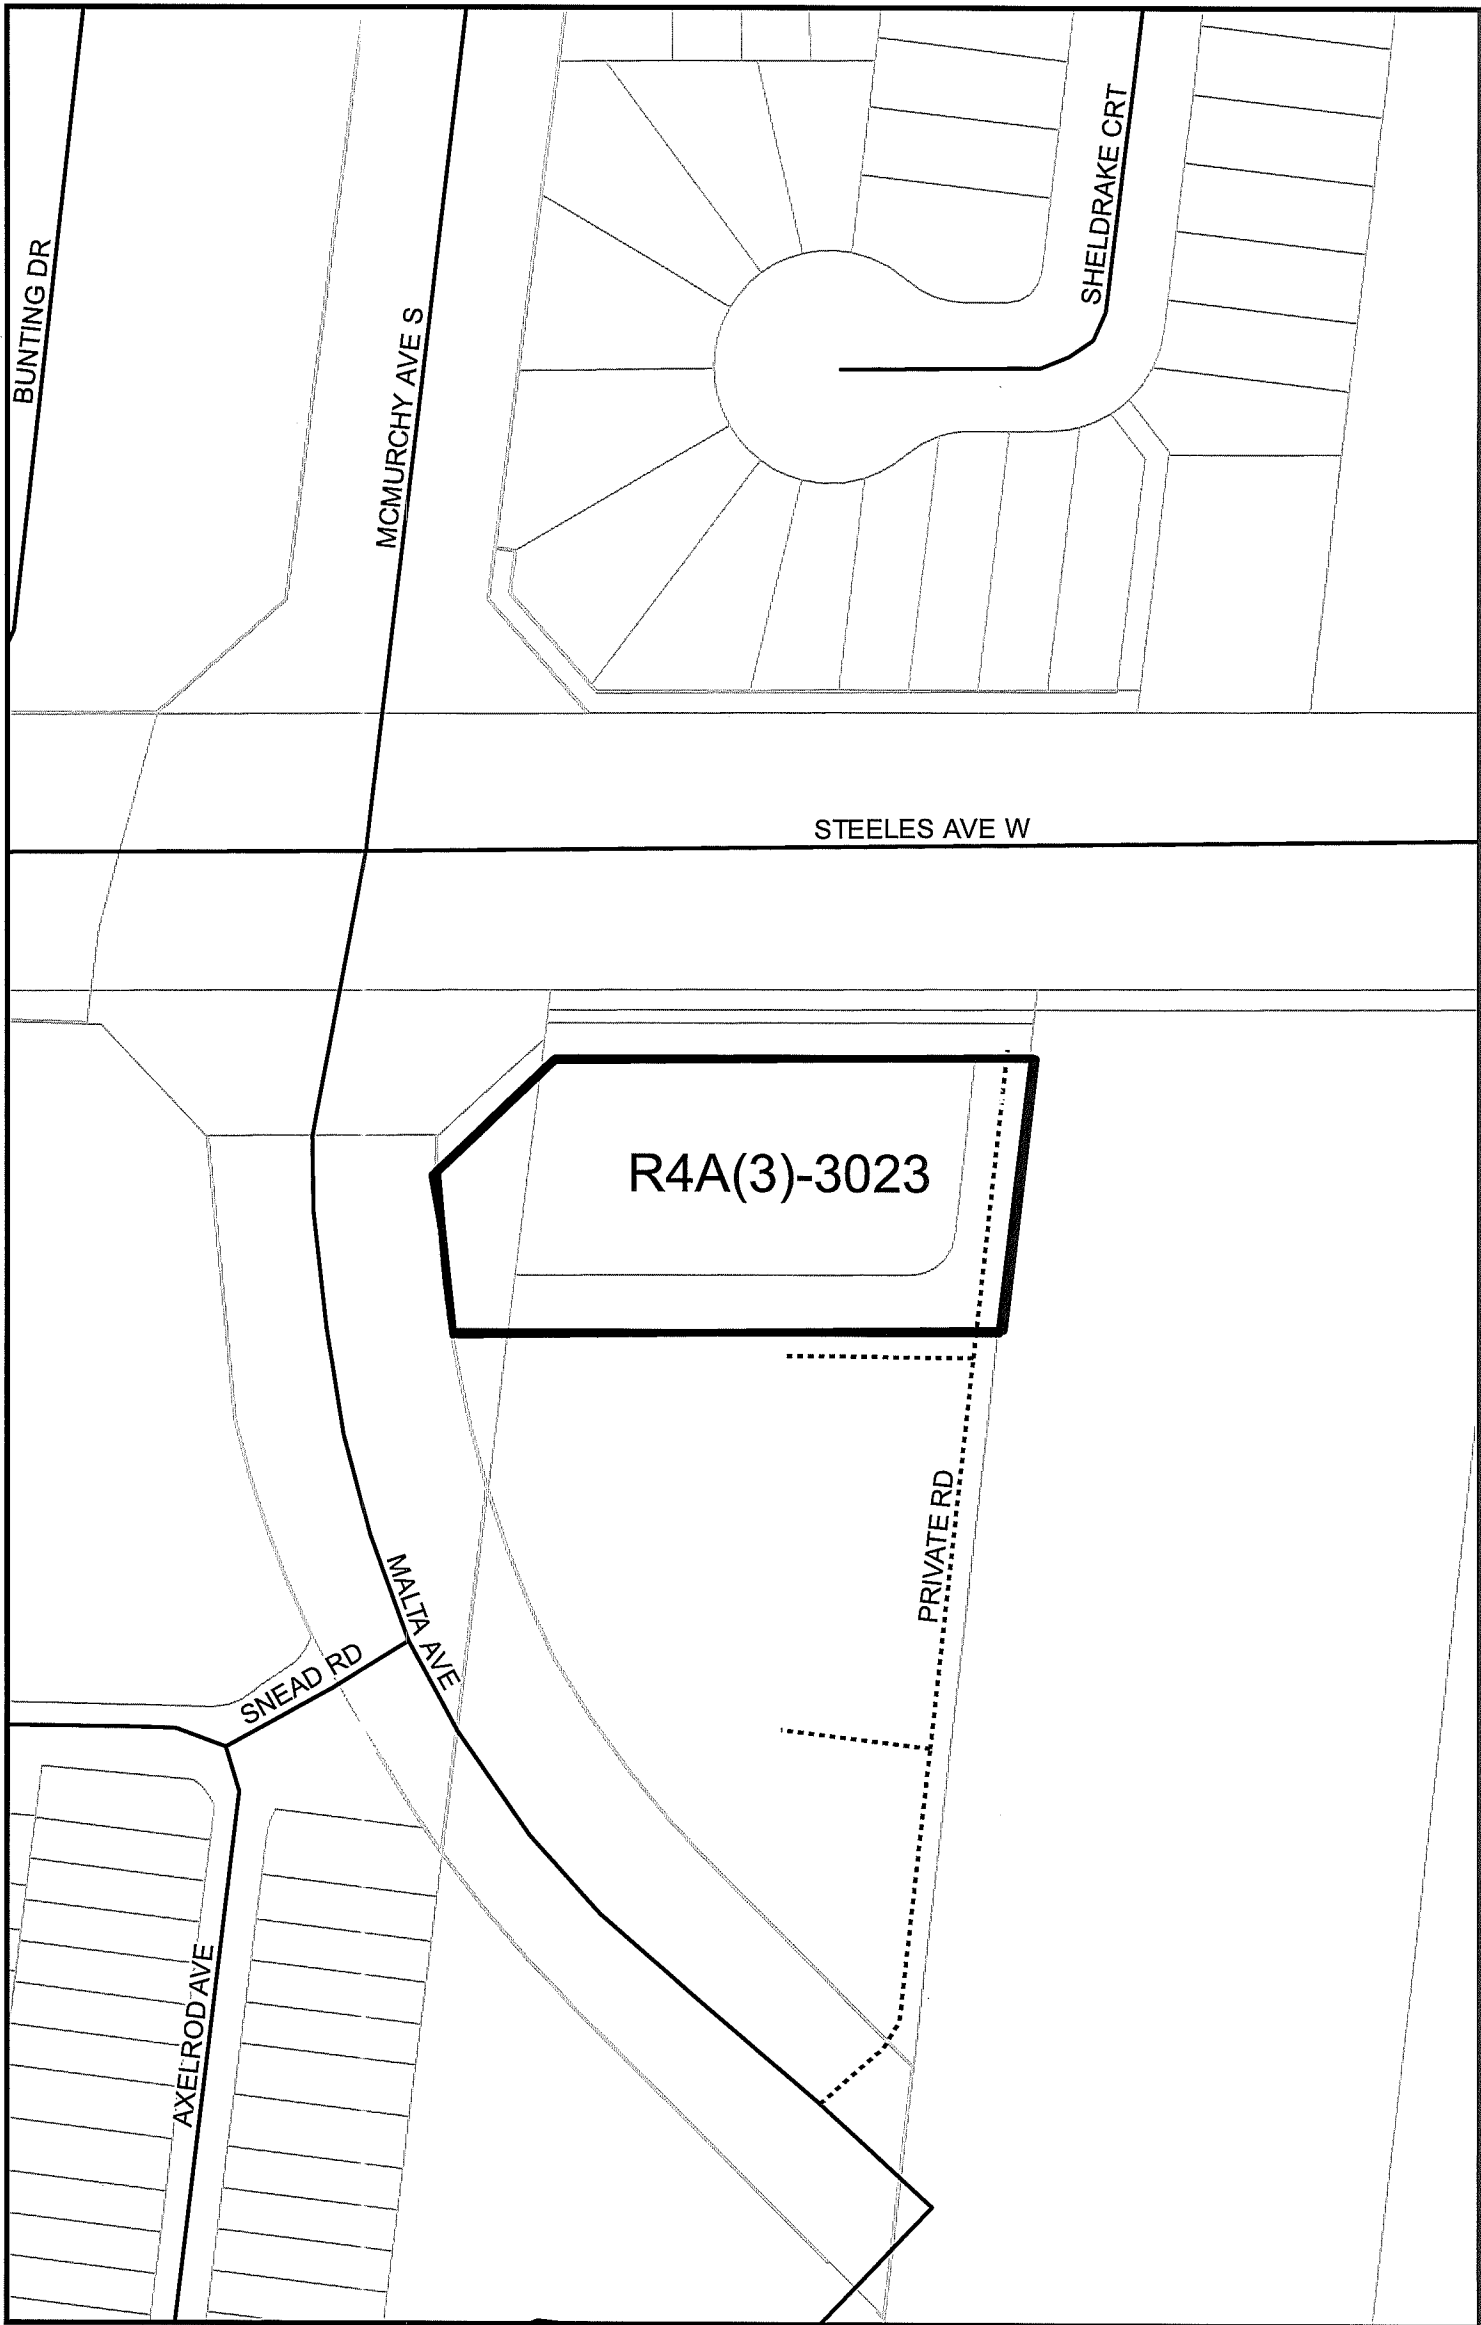 BUNTING DR
MCMURCHY AVE S
SHELDRAKE CRT
STEELES AVE W
R4A(3)-3023
PRIVATE RD
MALTA AVE
SNEAD RD
AXELROD AVE